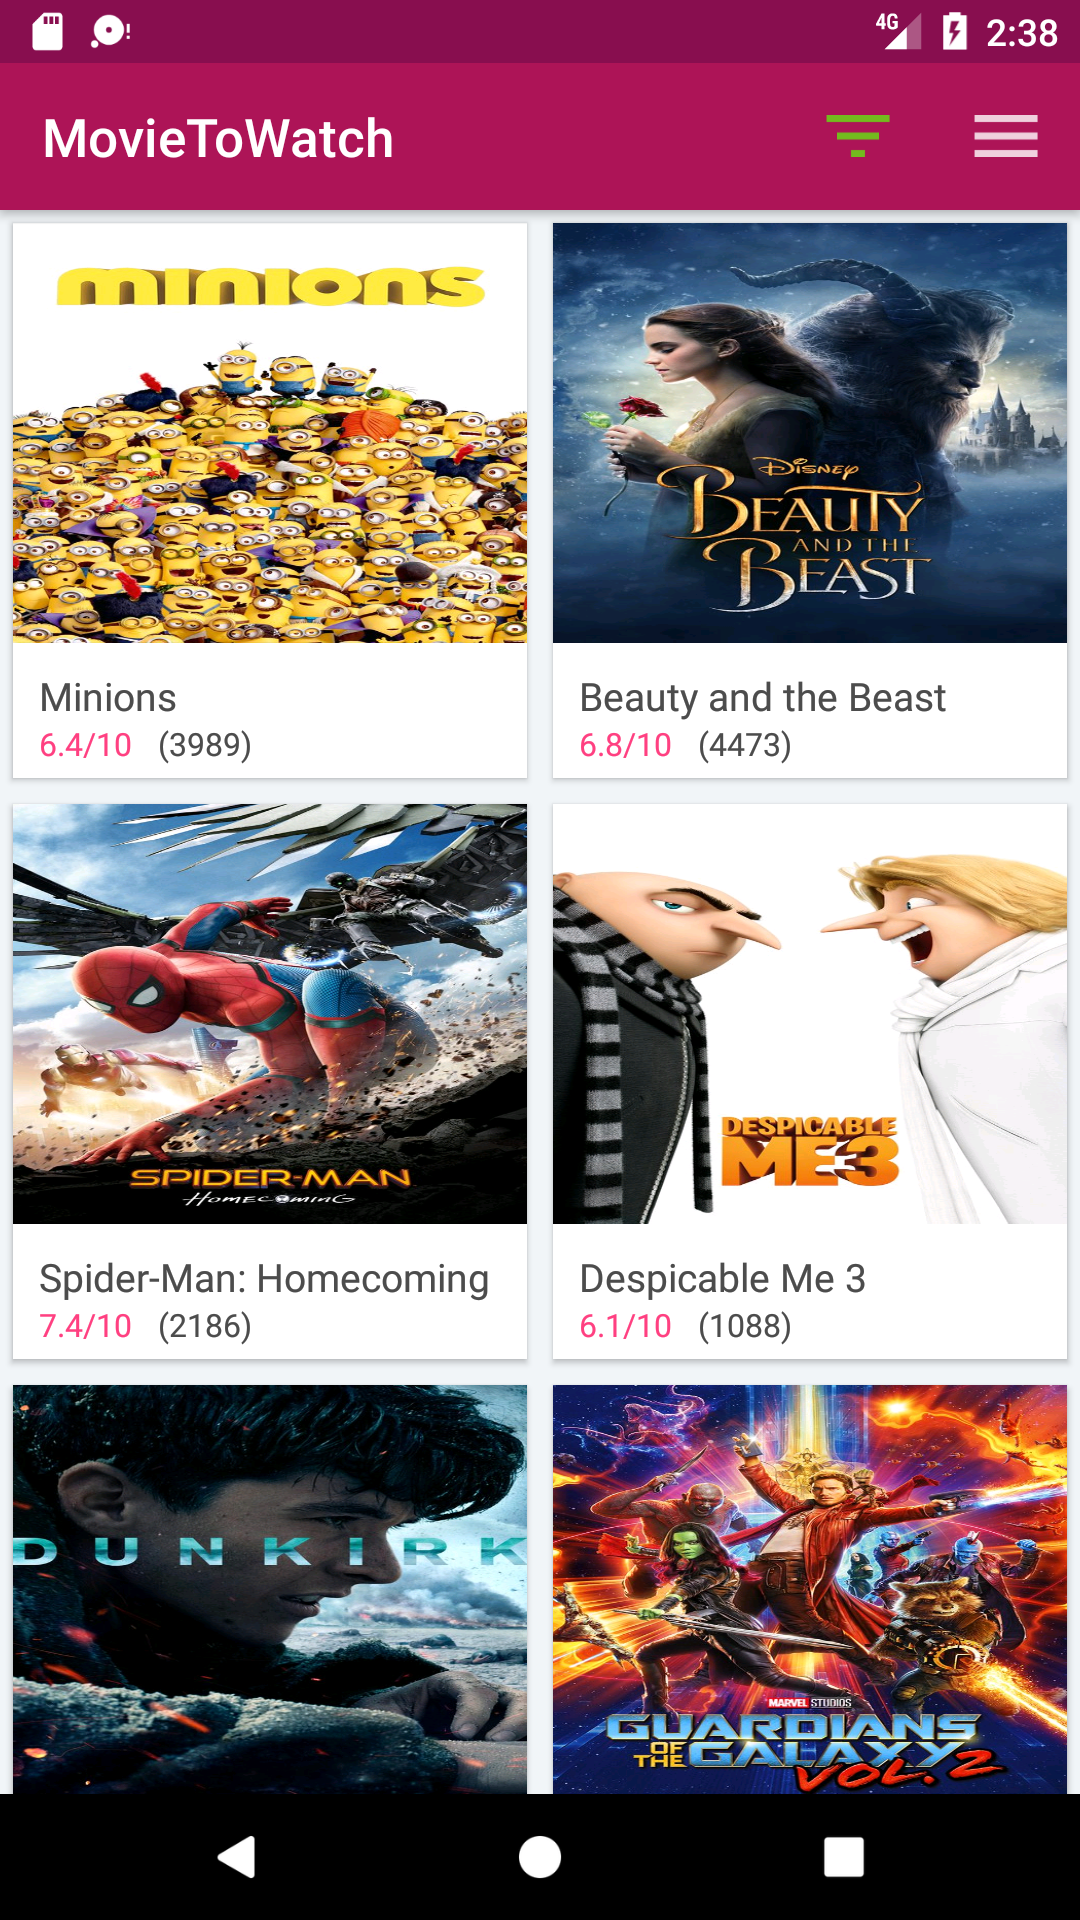 4G 2:38
MovieToWatch
minions
Disney
BEAUTY
AND THE
BEAST
Minions
6.4/10 (3989)
Beauty and the Beast
6.8/10 (4473)
SPIDER-MAN
HOMECOMING
DESPICABLE
ME3
Spider-Man: Homecoming
7.4/10 (2186)
Despicable Me 3
6.1/10 (1088)
DUNKIRK
MARVEL STUDIOS
GUARDIANS
OF THE GALAXY
VOL. 2